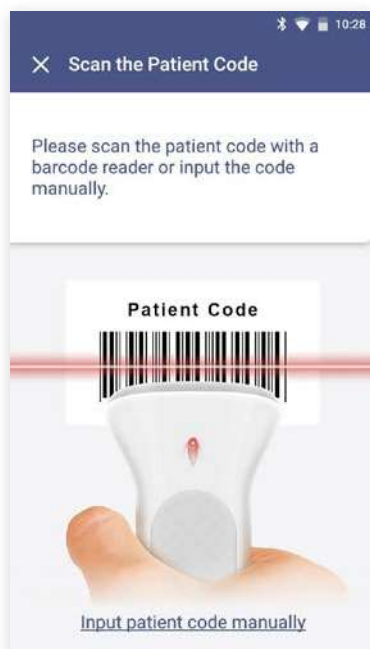 10:28
Scan the Patient Code
Please scan the patient code with a
barcode reader or input the code
manually.
Patient Code
Input patient code manually